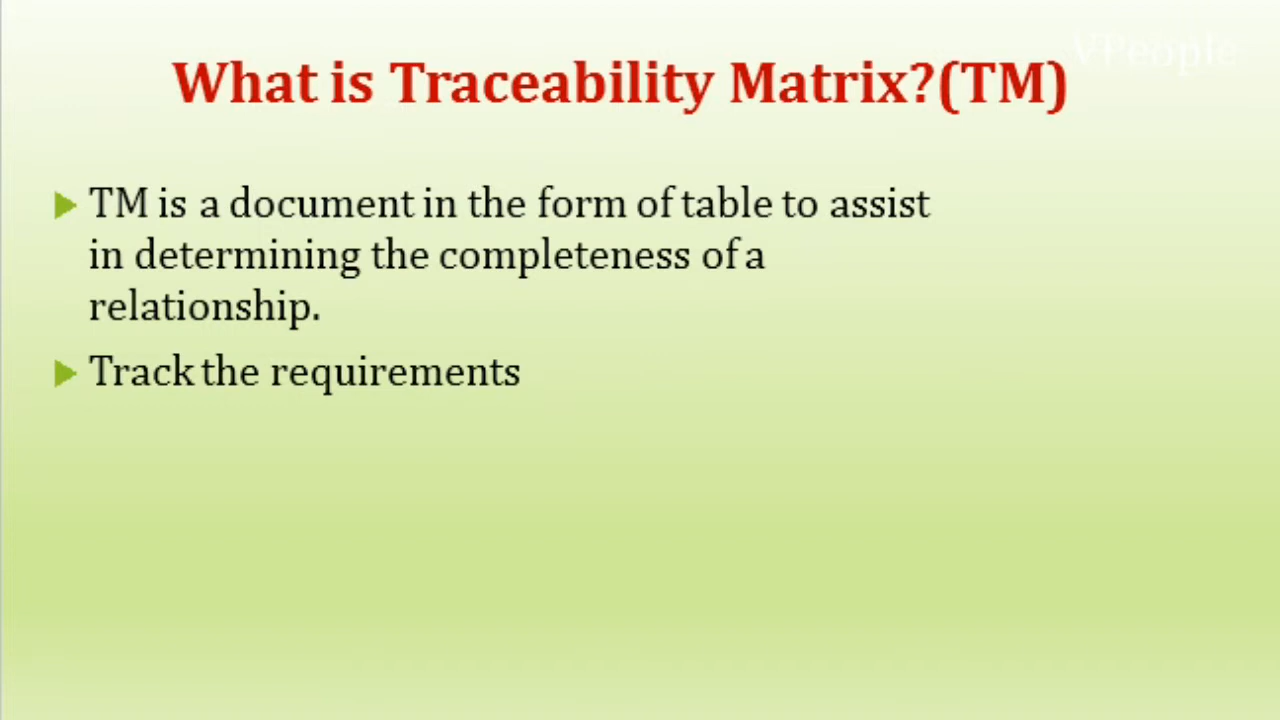 VPeople
What is Traceability Matrix?(TM)
TM is a document in the form of table to assist
in determining the completeness of a
relationship.
Track the requirements